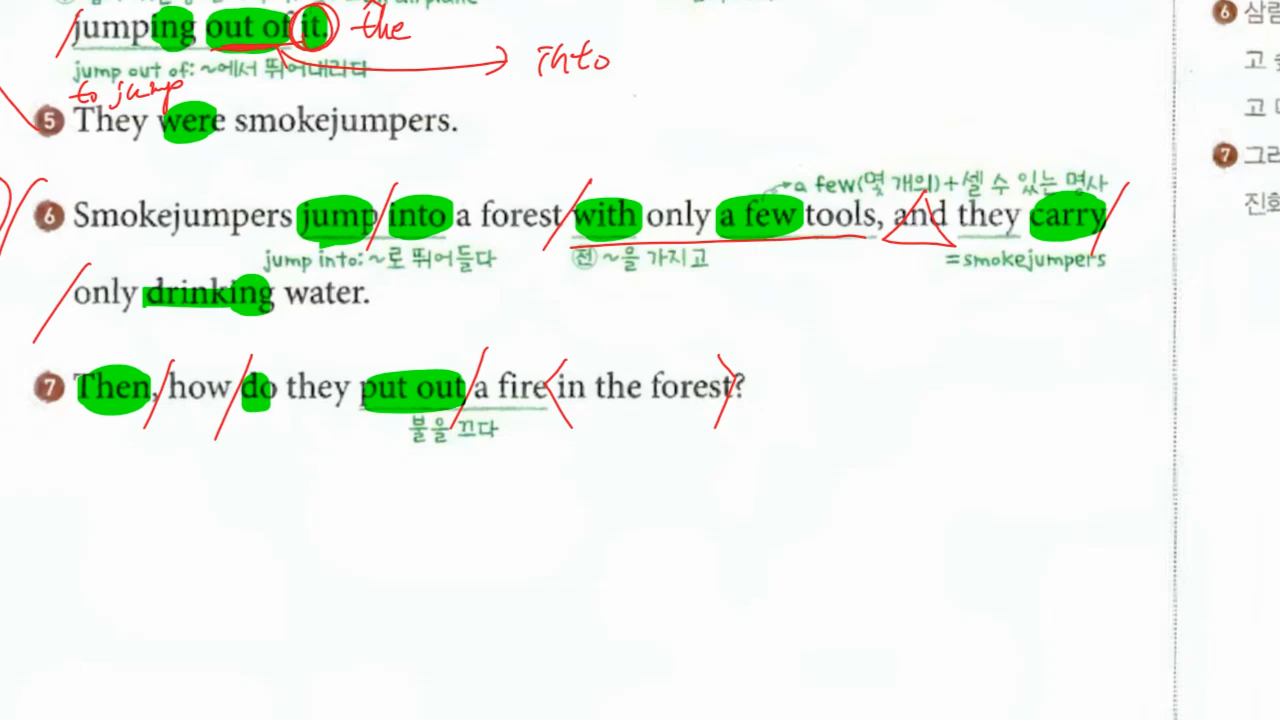 jumping out of it. the
jump out of: ~에서 뛰어내리다
into
to jump
5 They were smokejumpers.
a few(몇 개의)+셀 수 있는 명사
6 Smokejumpers jump into a forest with only a few tools, and they carry
jump into: ~로 뛰어들다
전 ~을 가지고
=smokejumpers
only drinking water.
7 Then, how do they put out a fire in the forest?
불을 끄다
6 삼림
고
고
7 그러
진화